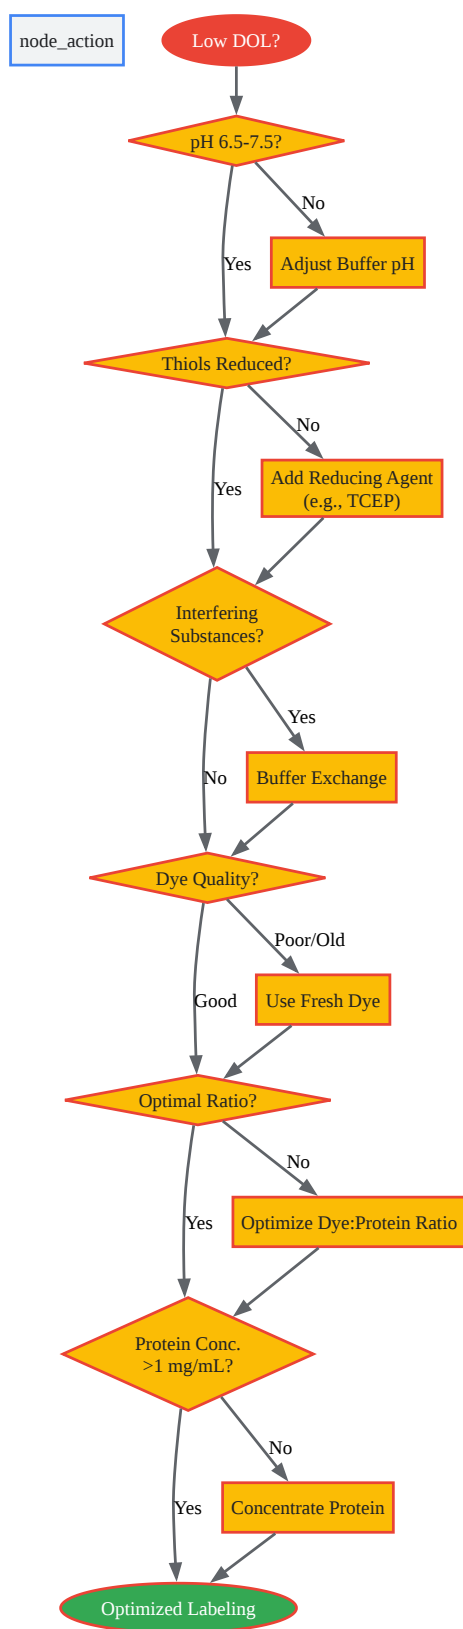 node_action
Low DOL?
pH 6.5-7.5?
No
Yes
Adjust Buffer pH
Thiols Reduced?
No
Yes
Add Reducing Agent
(e.g., TCEP)
Interfering
Substances?
Yes
No
Buffer Exchange
Dye Quality?
Poor/Old
Good
Use Fresh Dye
Optimal Ratio?
No
Yes
Optimize Dye:Protein Ratio
Protein Conc.
>1 mg/mL?
No
Yes
Concentrate Protein
Optimized Labeling